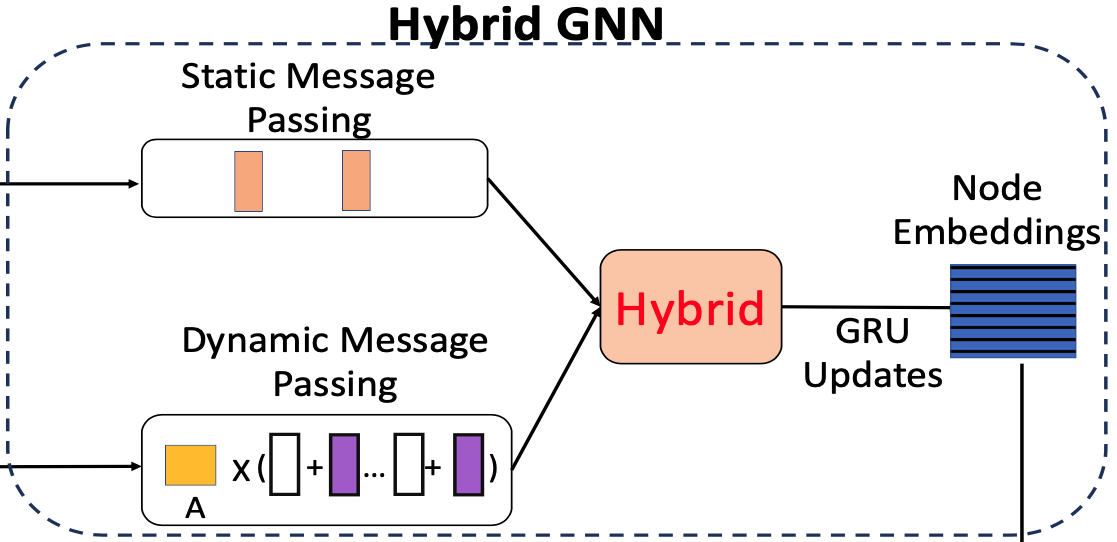 Hybrid GNN
Static Message
Passing
Node
Embeddings
Hybrid
GRU
Updates
Dynamic Message
Passing
X ( + ... + )
A